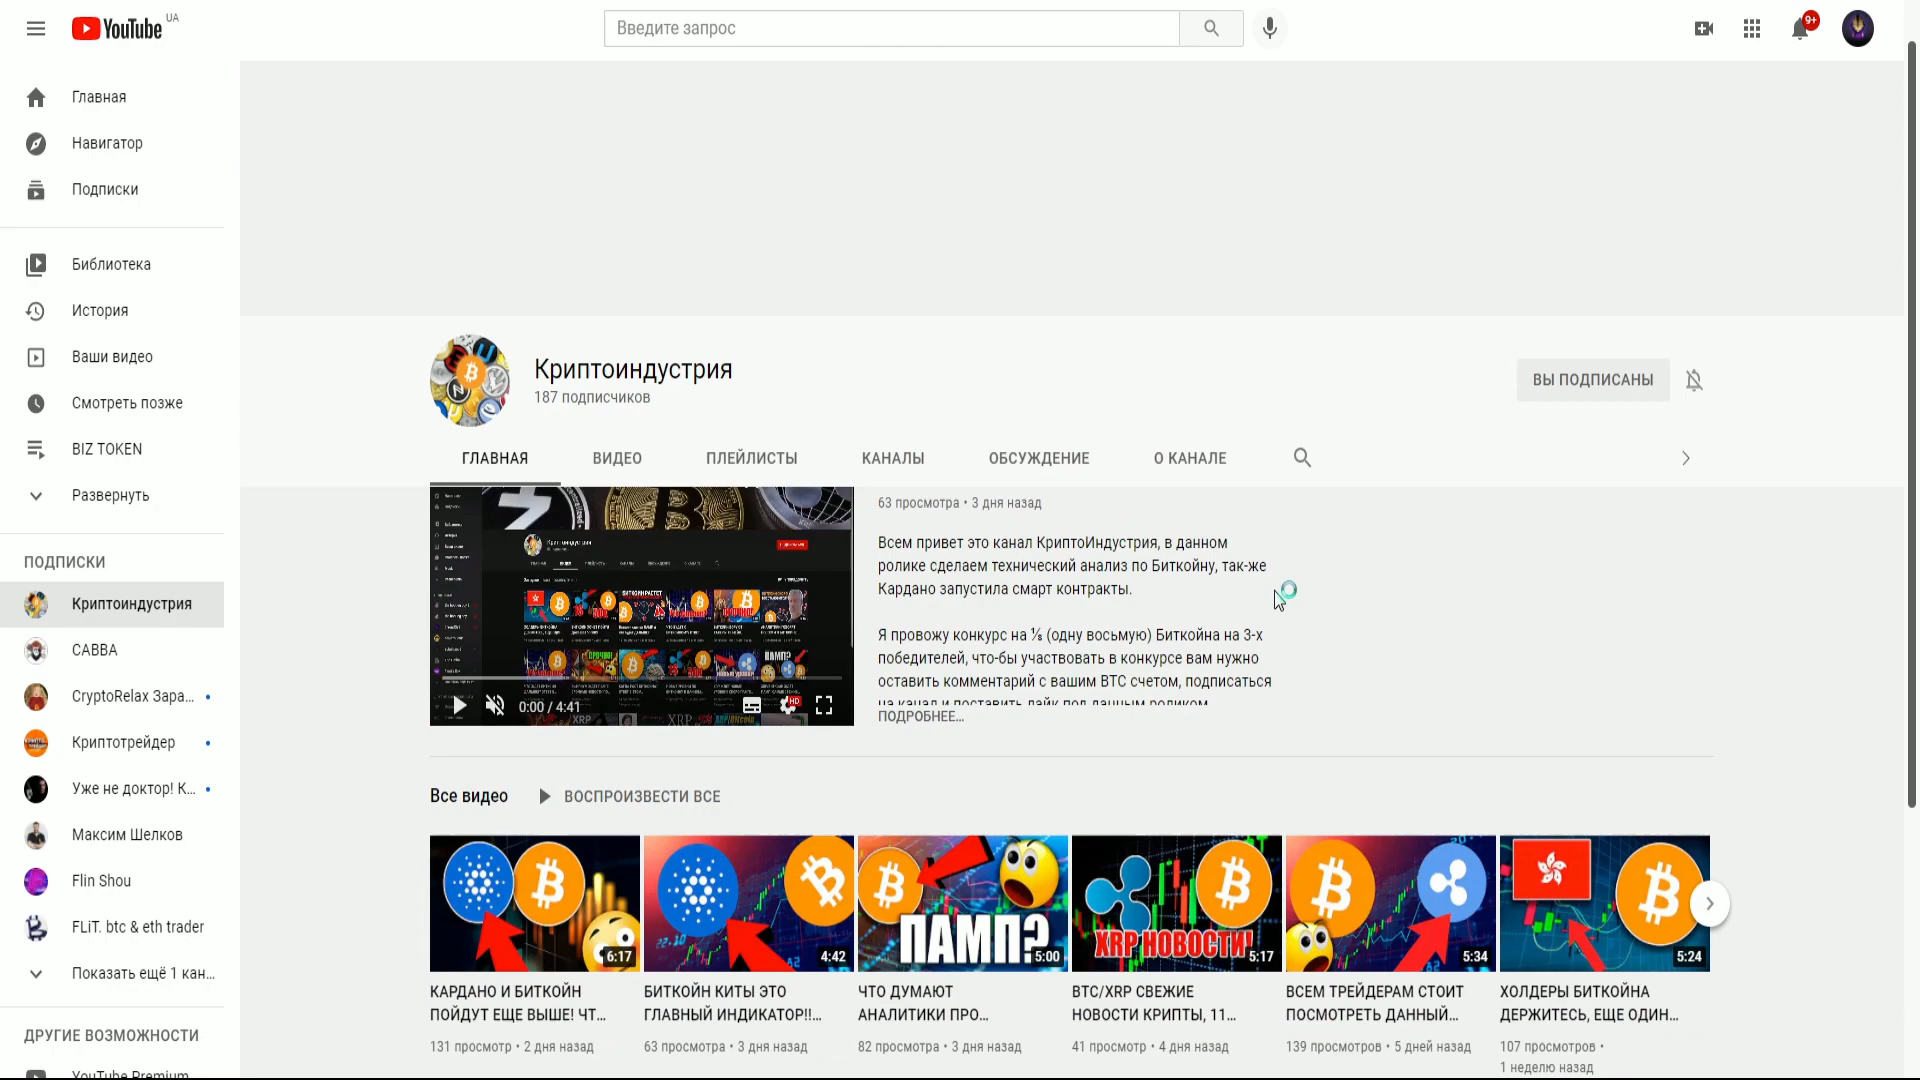 YouTube UA
Введите запрос
9+
Главная
Навигатор
Подписки
Библиотека
История
Ваши видео
Смотреть позже
BIZ TOKEN
Развернуть
ПОДПИСКИ
Криптоиндустрия
САВВА
CryptoRelax Зара...
Криптотрейдер
Уже не доктор! К...
Максим Шелков
Flin Shou
FLiT. btc & eth trader
Показать ещё 1 кан...
ДРУГИЕ ВОЗМОЖНОСТИ
YouTube Premium
Криптоиндустрия
187 подписчиков
ВЫ ПОДПИСАНЫ
ГЛАВНАЯ
ВИДЕО
ПЛЕЙЛИСТЫ
КАНАЛЫ
ОБСУЖДЕНИЕ
О КАНАЛЕ
0:00 / 4:41
HD
63 просмотра • 3 дня назад
Всем привет это канал КриптоИндустрия, в данном
ролике сделаем технический анализ по Биткойну, так-же
Кардано запустила смарт контракты.
Я провожу конкурс на ⅛ (одну восьмую) Биткойна на 3-х
победителей, что-бы участвовать в конкурсе вам нужно
оставить комментарий с вашим BTC счетом, подписаться
на канал и поставить лайк под данным роликом.
ПОДРОБНЕЕ...
Все видео
ВОСПРОИЗВЕСТИ ВСЕ
6:17
КАРДАНО И БИТКОЙН
ПОЙДУТ ЕЩЕ ВЫШЕ! ЧТ...
131 просмотр • 2 дня назад
4:42
БИТКОЙН КИТЫ ЭТО
ГЛАВНЫЙ ИНДИКАТОР!!...
63 просмотра • 3 дня назад
ПАМП?
5:00
ЧТО ДУМАЮТ
АНАЛИТИКИ ПРО...
82 просмотра • 3 дня назад
XRP НОВОСТИ!
5:17
BTC/XRP СВЕЖИЕ
НОВОСТИ КРИПТЫ, 11...
41 просмотр • 4 дня назад
5:34
ВСЕМ ТРЕЙДЕРАМ СТОИТ
ПОСМОТРЕТЬ ДАННЫЙ...
139 просмотров • 5 дней назад
5:24
ХОЛДЕРЫ БИТКОЙНА
ДЕРЖИТЕСЬ, ЕЩЕ ОДИН...
107 просмотров •
1 неделю назад